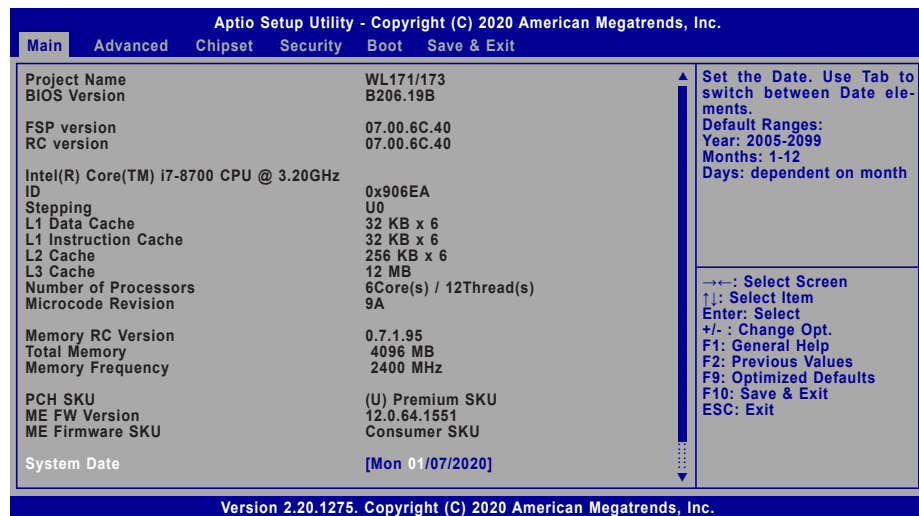 Aptio Setup Utility - Copyright (C) 2020 American Megatrends, Inc.
Main Advanced Chipset Security Boot Save & Exit
Project Name WL171/173
BIOS Version B206.19B
FSP version 07.00.6C.40
RC version 07.00.6C.40
Intel(R) Core(TM) i7-8700 CPU @ 3.20GHz
ID 0x906EA
Stepping U0
L1 Data Cache 32 KB x 6
L1 Instruction Cache 32 KB x 6
L2 Cache 256 KB x 6
L3 Cache 12 MB
Number of Processors 6Core(s) / 12Thread(s)
Microcode Revision 9A
Memory RC Version 0.7.1.95
Total Memory 4096 MB
Memory Frequency 2400 MHz
PCH SKU (U) Premium SKU
ME FW Version 12.0.64.1551
ME Firmware SKU Consumer SKU
System Date [Mon 01/07/2020]
Set the Date. Use Tab to
switch between Date ele-
ments.
Default Ranges:
Year: 2005-2099
Months: 1-12
Days: dependent on month
→←: Select Screen
↑↓: Select Item
Enter: Select
+/- : Change Opt.
F1: General Help
F2: Previous Values
F9: Optimized Defaults
F10: Save & Exit
ESC: Exit
Version 2.20.1275. Copyright (C) 2020 American Megatrends, Inc.